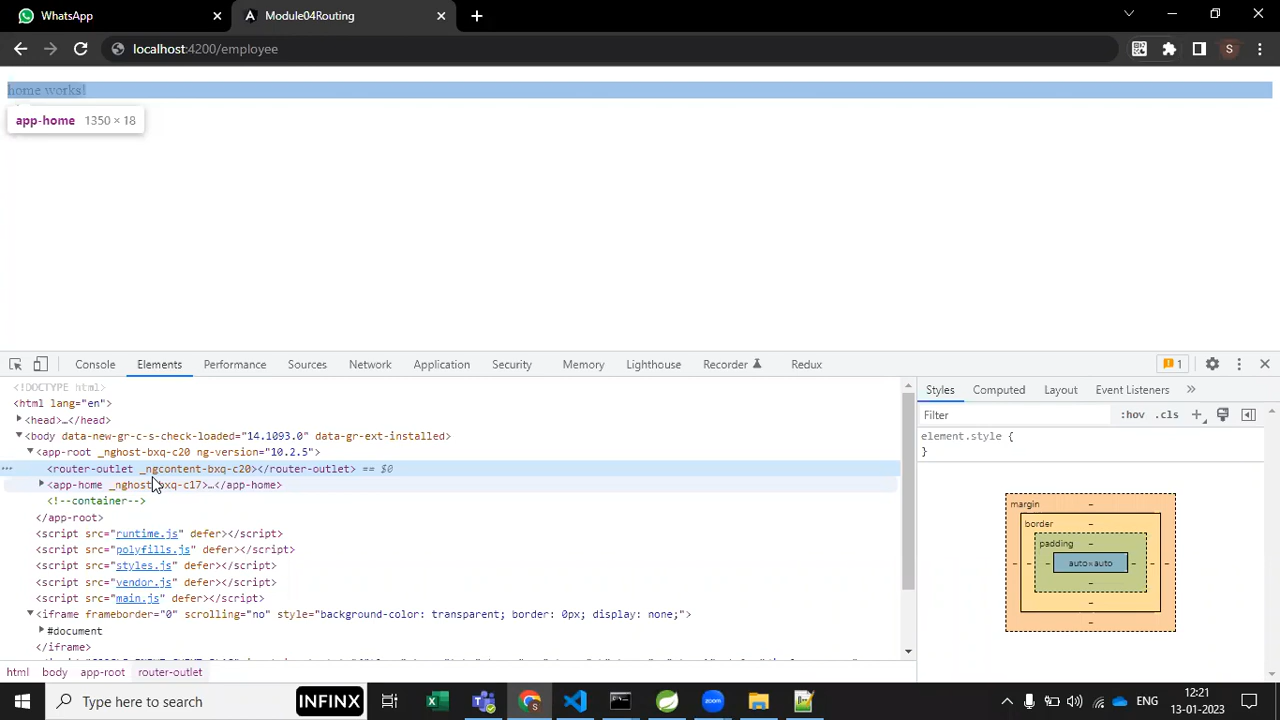 WhatsApp
Module04Routing
localhost:4200/employee
S
home works!
app-home 1350 × 18
Console Elements Performance Sources Network Application Security Memory Lighthouse Recorder Redux 1
<!DOCTYPE html>
<html lang="en">
<head>…</head>
<body data-new-gr-c-s-check-loaded="14.1093.0" data-gr-ext-installed>
<app-root _nghost-bxq-c20 ng-version="10.2.5">
<router-outlet _ngcontent-bxq-c20></router-outlet> == $0
<app-home _nghost-bxq-c17>…</app-home>
<!--container-->
</app-root>
<script src="runtime.js" defer></script>
<script src="polyfills.js" defer></script>
<script src="styles.js" defer></script>
<script src="vendor.js" defer></script>
<script src="main.js" defer></script>
<iframe frameborder="0" scrolling="no" style="background-color: transparent; border: 0px; display: none;">
#document
</iframe>
html body app-root router-outlet
Styles Computed Layout Event Listeners »
Filter :hov .cls
element.style {
}
margin –
border –
padding –
– – – auto×auto – – –
–
–
–
Type here to search
INFINX
zoom
ENG
12:21
13-01-2023